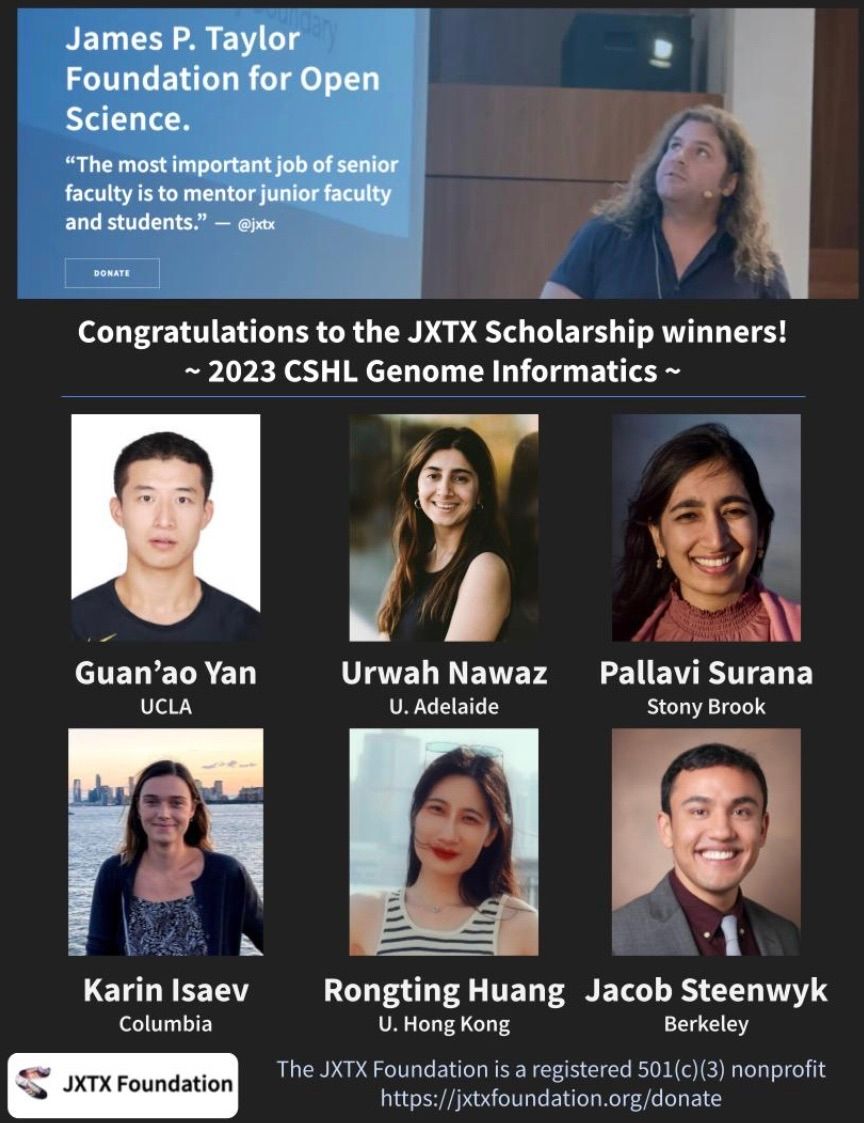 James P. Taylor
Foundation for Open
Science.
“The most important job of senior
faculty is to mentor junior faculty
and students.” — @jxtx
DONATE
Congratulations to the JXTX Scholarship winners!
~ 2023 CSHL Genome Informatics ~
Guan’ao Yan
Urwah Nawaz
Pallavi Surana
UCLA
U. Adelaide
Stony Brook
Karin Isaev
Rongting Huang
Jacob Steenwyk
Columbia
U. Hong Kong
Berkeley
JXTX Foundation
The JXTX Foundation is a registered 501(c)(3) nonprofit
https://jxtxfoundation.org/donate